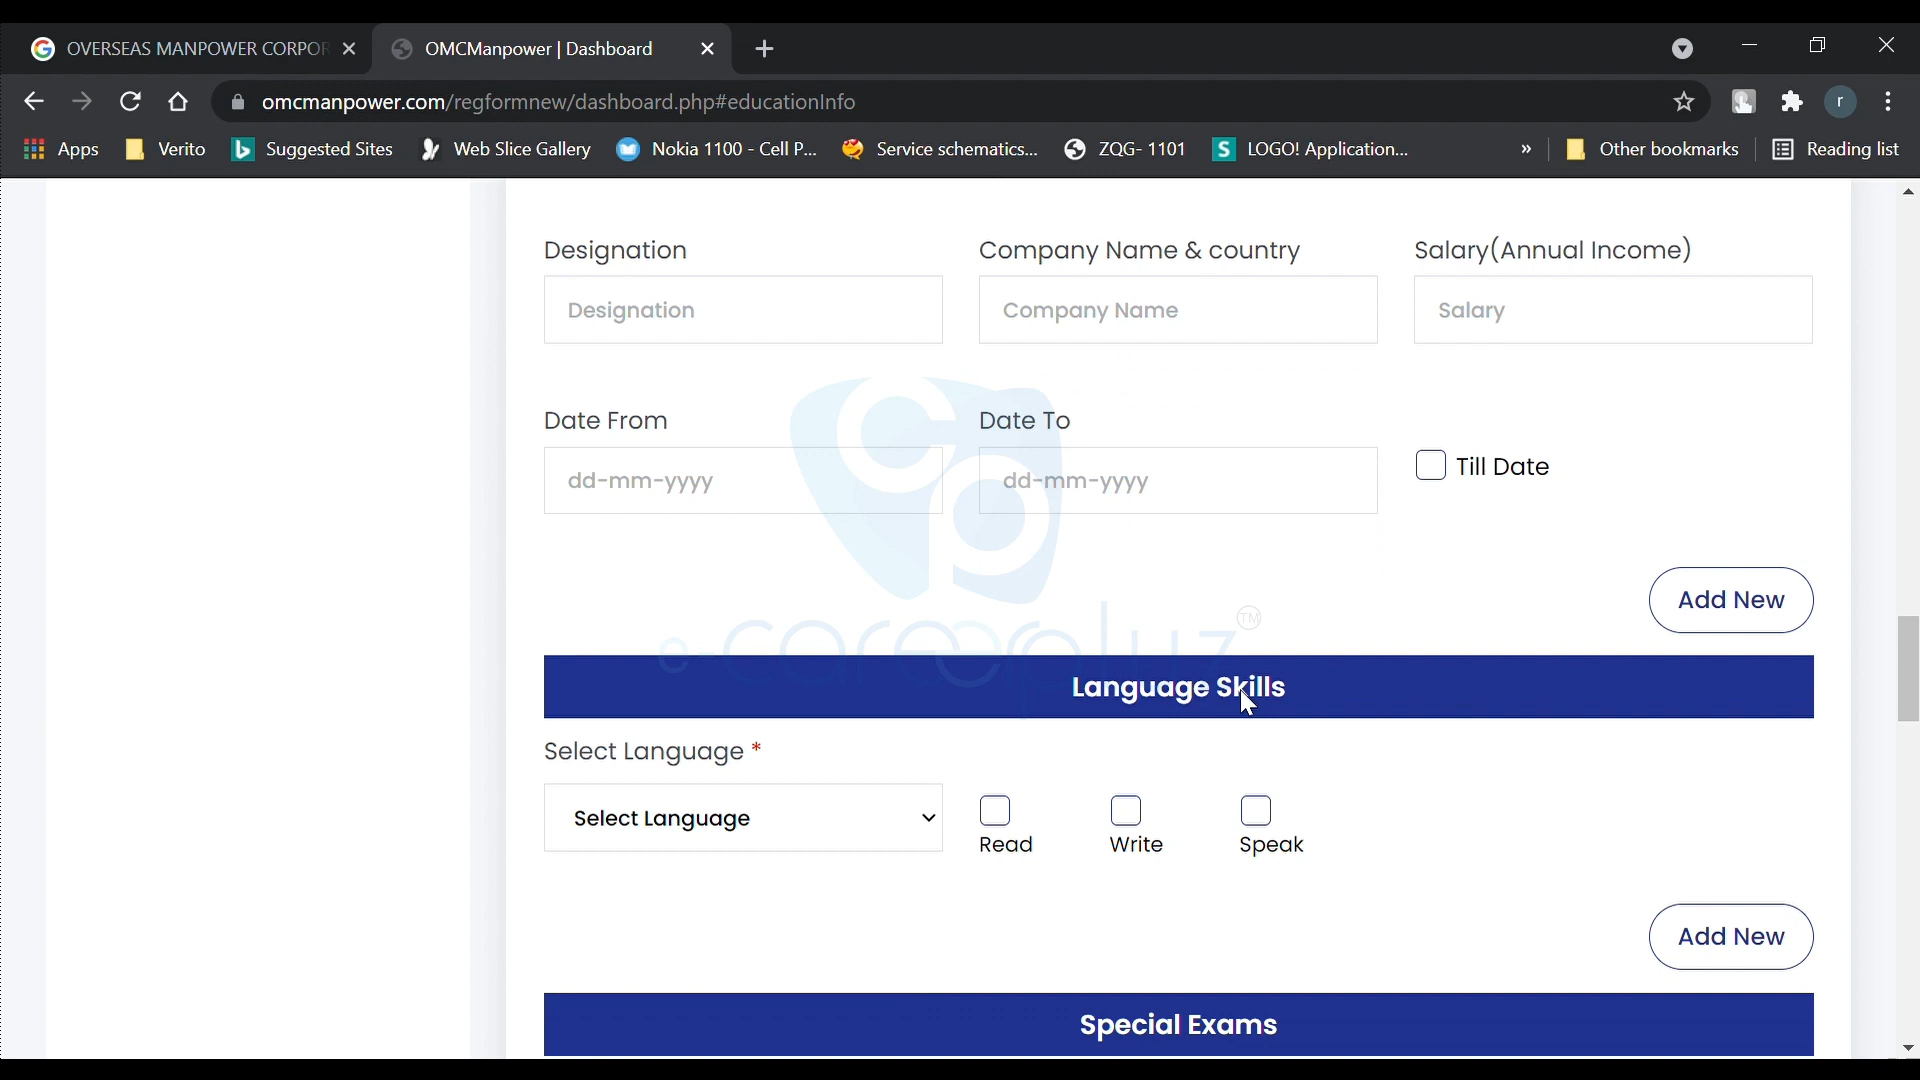 OVERSEAS MANPOWER CORPOR
OMCManpower | Dashboard
omcmanpower.com/regformnew/dashboard.php#educationInfo
r
Apps Verito Suggested Sites Web Slice Gallery Nokia 1100 - Cell P... Service schematics... ZQG- 1101 LOGO! Application... » Other bookmarks Reading list
Designation Company Name & country Salary(Annual Income)
Designation Company Name Salary
Date From Date To
dd-mm-yyyy dd-mm-yyyy Till Date
Add New
e-careerpluz TM
Language Skills
Select Language *
Select Language
Read Write Speak
Add New
Special Exams